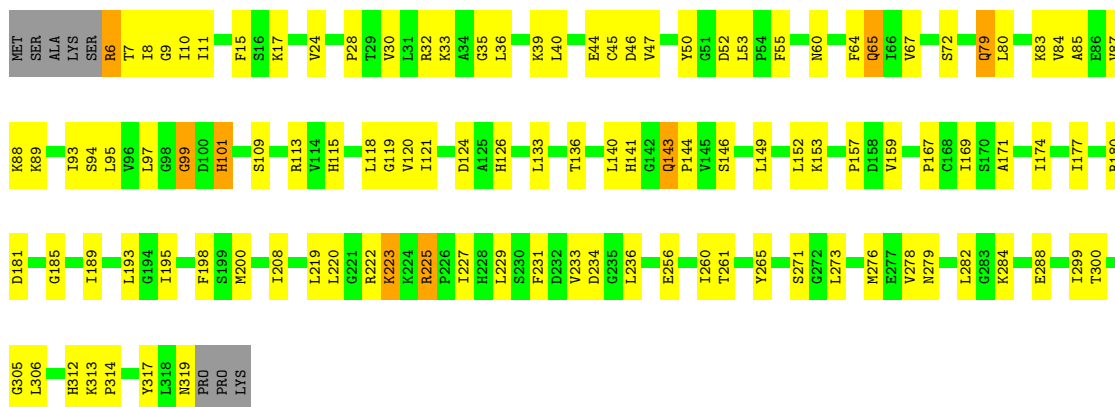 MET SER ALA LYS SER R6 T7 I8 G9 I10 I11 F15 S16 K17 V24 P28 T29 V30 L31 R32 K33 A34 G35 L36 K39 L40 E44 C45 D46 V47 Y50 G51 D52 L53 P54 F55 N60 F64 Q65 I66 V67 S72 Q79 L80 K83 V84 A85 E86
K88 K89 I93 S94 L95 V96 L97 G98 G99 D100 H101 S109 R113 V114 H115 L118 G119 V120 I121 D124 A125 H126 L133 T136 L140 H141 G142 Q143 P144 V145 S146 L149 L152 K153 P157 D158 V159 P167 C168 I169 S170 A171 I174 I177
D181 G185 I189 L193 G194 I195 F198 S199 M200 I208 L219 L220 G221 R222 K223 K224 R225 P226 I227 H228 L229 S230 F231 D232 V233 D234 G235 L236 E256 I260 T261 Y265 S271 G272 L273 M276 E277 V278 N279 L282 G283 K284 E288 I299 T300
G305 L306 H312 K313 P314 Y317 L318 N319 PRO PRO LYS